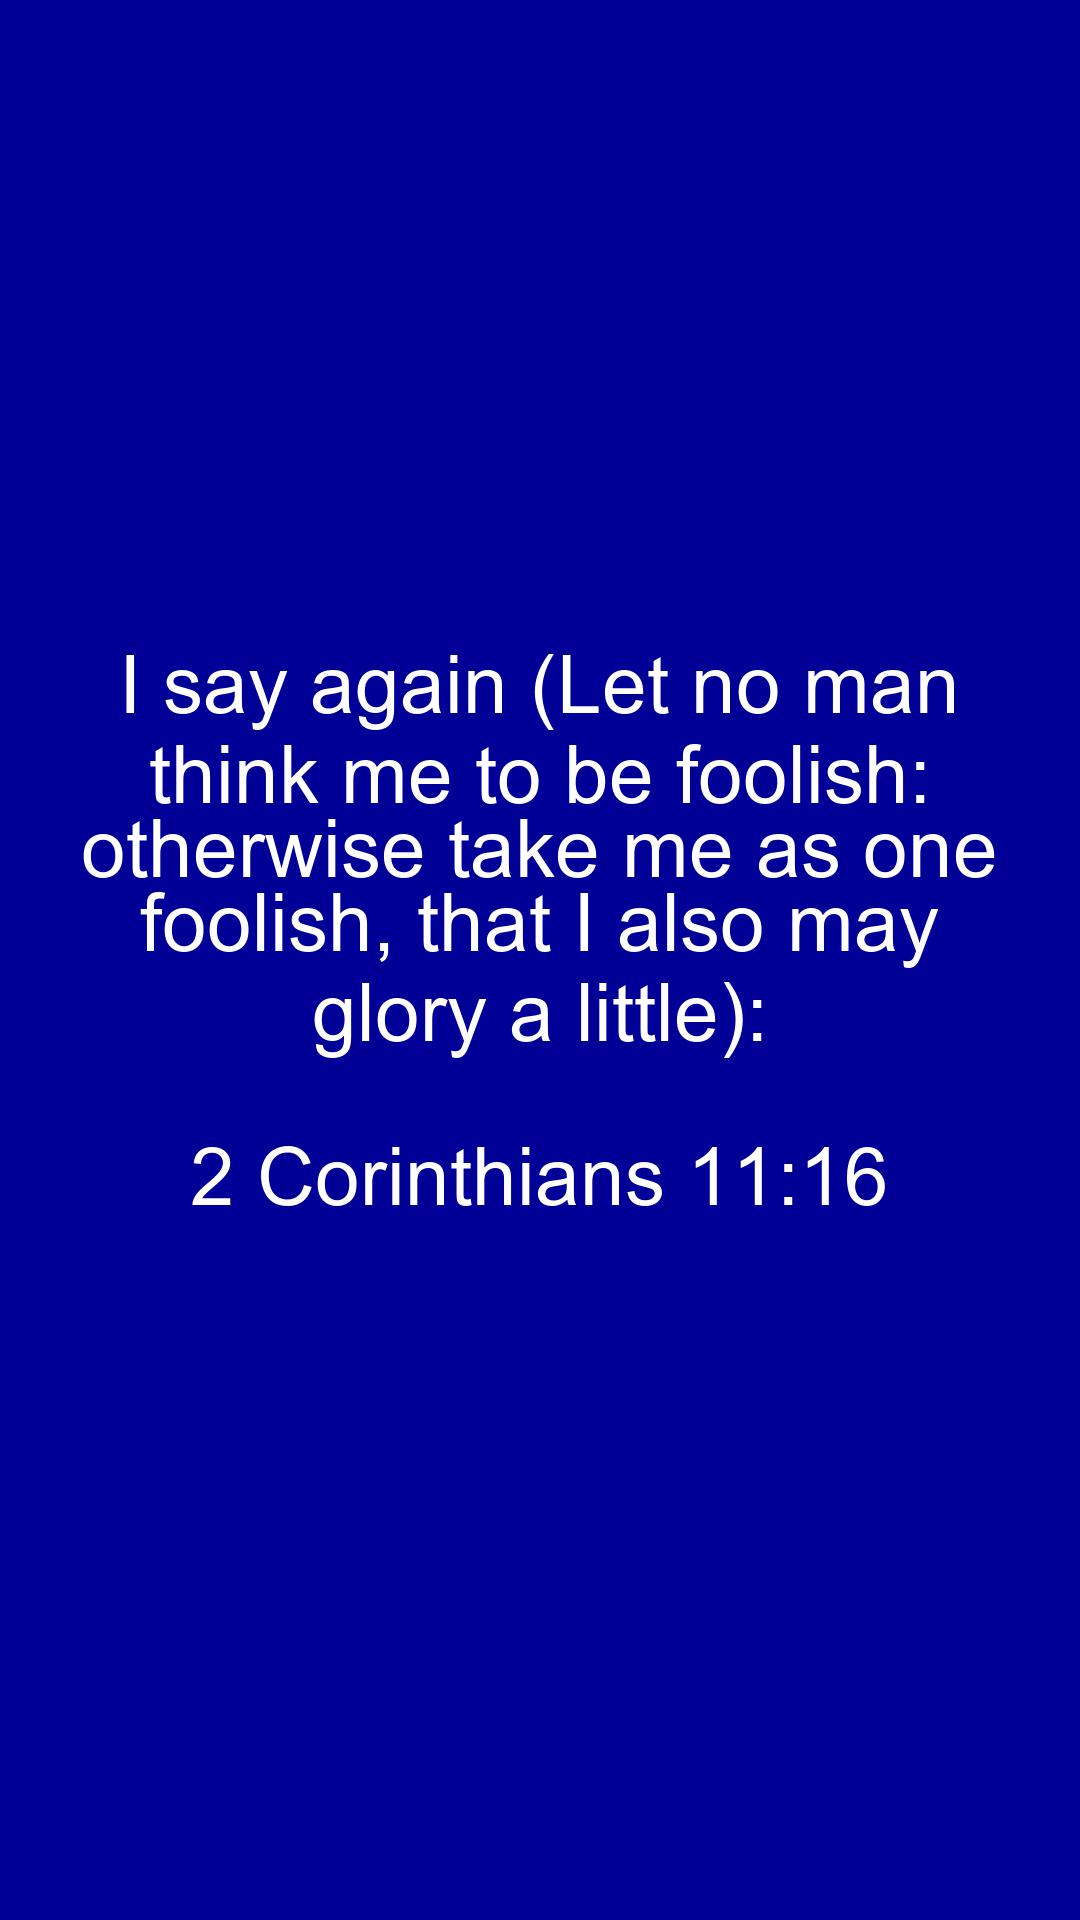 I say again (Let no man
think me to be foolish:
otherwise take me as one
foolish, that I also may
glory a little):
2 Corinthians 11:16